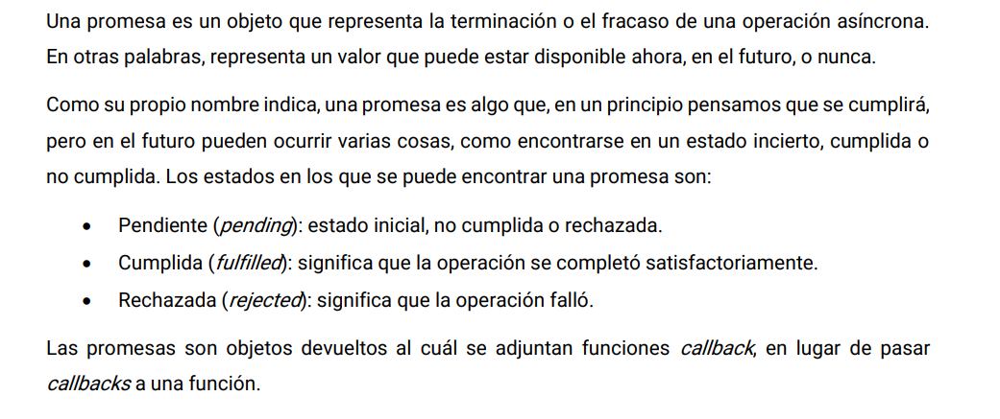 Una promesa es un objeto que representa la terminación o el fracaso de una operación asíncrona.
En otras palabras, representa un valor que puede estar disponible ahora, en el futuro, o nunca.
Como su propio nombre indica, una promesa es algo que, en un principio pensamos que se cumplirá,
pero en el futuro pueden ocurrir varias cosas, como encontrarse en un estado incierto, cumplida o
no cumplida. Los estados en los que se puede encontrar una promesa son:
• Pendiente (pending): estado inicial, no cumplida o rechazada.
• Cumplida (fulfilled): significa que la operación se completó satisfactoriamente.
• Rechazada (rejected): significa que la operación falló.
Las promesas son objetos devueltos al cuál se adjuntan funciones callback, en lugar de pasar
callbacks a una función.